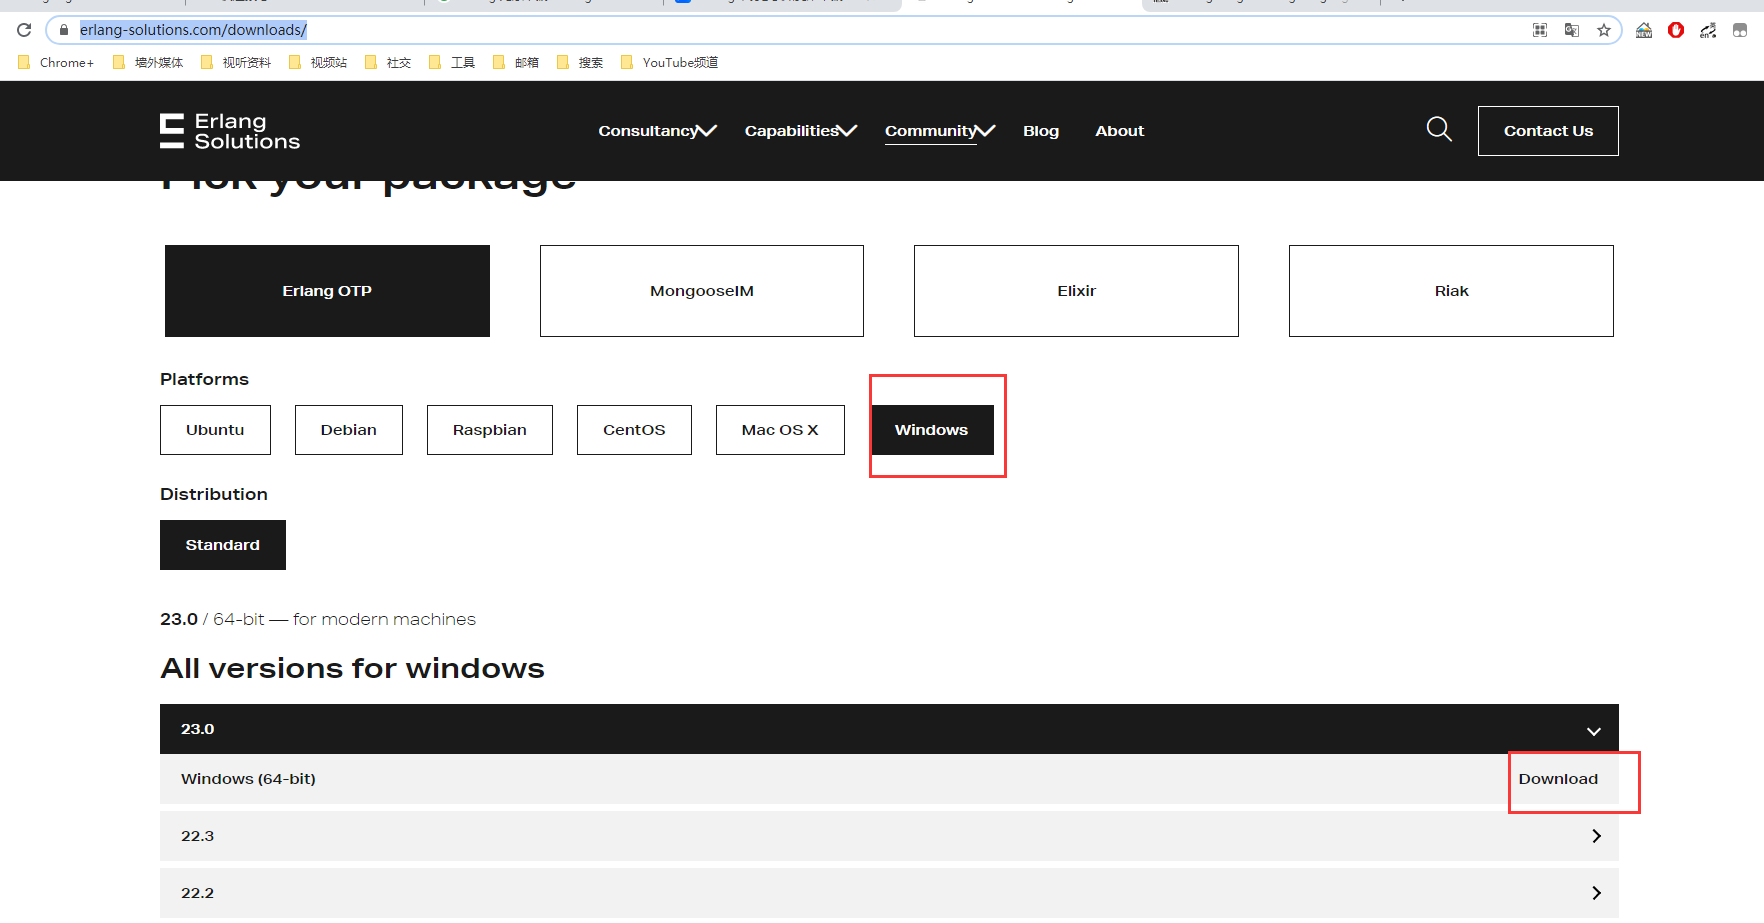 erlang-solutions.com/downloads/
Chrome+ 墙外媒体 视听资料 视频站 社交 工具 邮箱 搜索 YouTube频道
Erlang
Solutions
Consultancy Capabilities Community Blog About Contact Us
Pick your package
Erlang OTP MongooseIM Elixir Riak
Platforms
Ubuntu Debian Raspbian CentOS Mac OS X Windows
Distribution
Standard
23.0 / 64-bit — for modern machines
All versions for windows
23.0
Windows (64-bit) Download
22.3
22.2